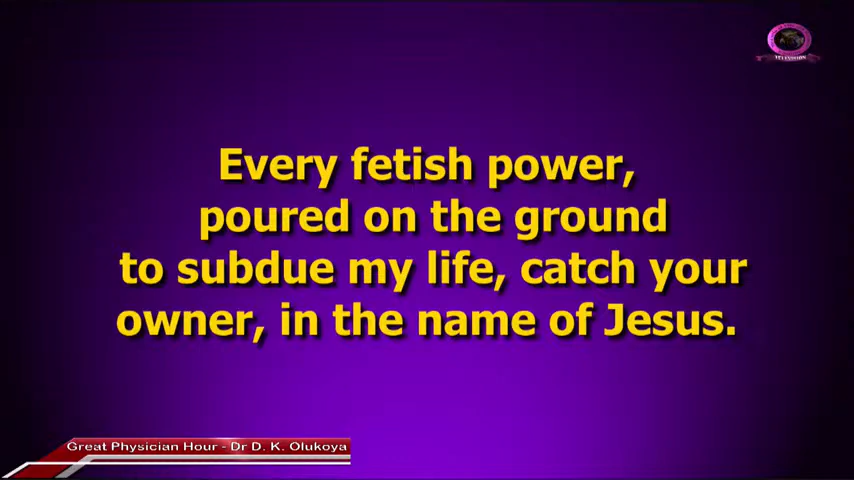 TELEVISION
Every fetish power,
poured on the ground
to subdue my life, catch your
owner, in the name of Jesus.
Great Physician Hour - Dr D. K. Olukoya